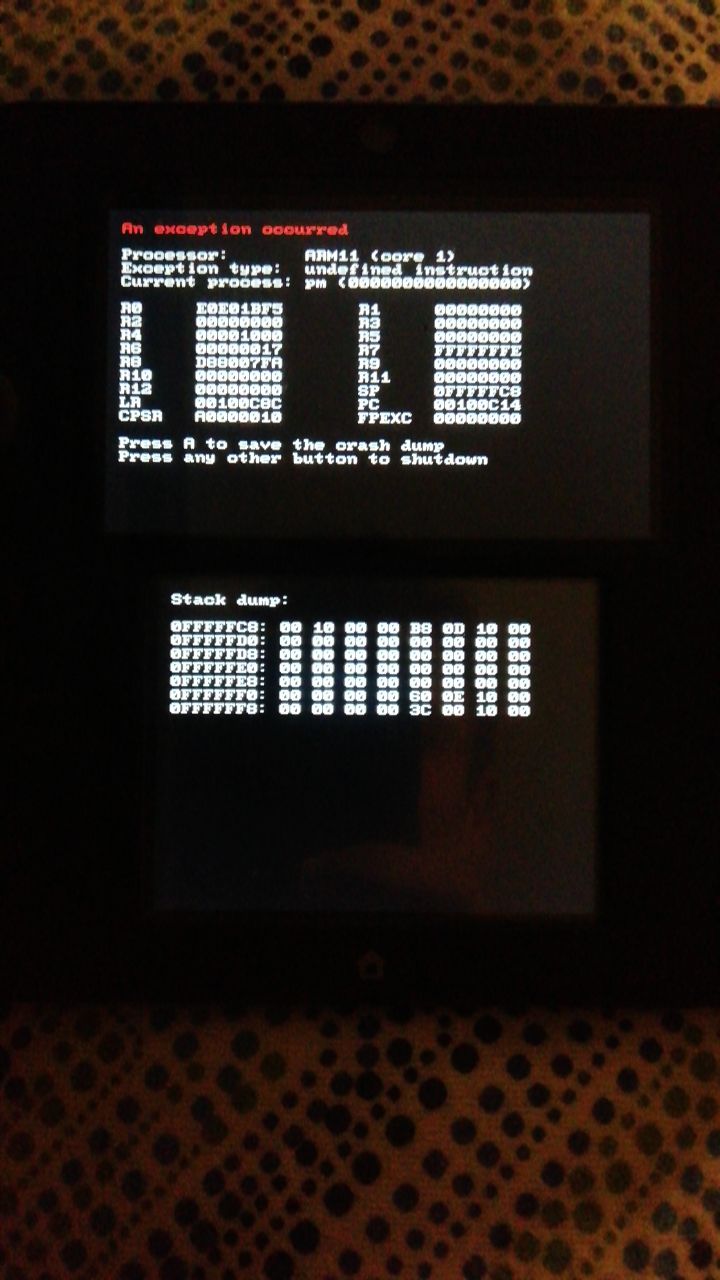 An exception occurred
Processor: ARM11 (core 1)
Exception type: undefined instruction
Current process: pm (0000000000000000)
R0 E0E01BF5 R1 00000000
R2 00000000 R3 00000000
R4 00001000 R5 00000000
R6 00000017 R7 FFFFFFFE
R8 D88007FA R9 00000000
R10 00000000 R11 00000000
R12 00000000 SP 0FFFFFC8
LR 00100C8C PC 00100C14
CPSR A0000010 FPEXC 00000000
Press A to save the crash dump
Press any other button to shutdown
Stack dump:
0FFFFFC8: 00 10 00 00 B8 0D 10 00
0FFFFFD0: 00 00 00 00 00 00 00 00
0FFFFFD8: 00 00 00 00 00 00 00 00
0FFFFFE0: 00 00 00 00 00 00 00 00
0FFFFFE8: 00 00 00 00 00 00 00 00
0FFFFFF0: 00 00 00 00 60 0E 10 00
0FFFFFF8: 00 00 00 00 3C 00 10 00